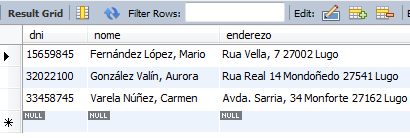 Result Grid Filter Rows: Edit:
dni nome enderezo
15659845 Fernández López, Mario Rua Vella, 7 27002 Lugo
32022100 González Valín, Aurora Rua Real 14 Mondoñedo 27541 Lugo
33458745 Varela Núñez, Carmen Avda. Sarria, 34 Monforte 27162 Lugo
NULL NULL NULL